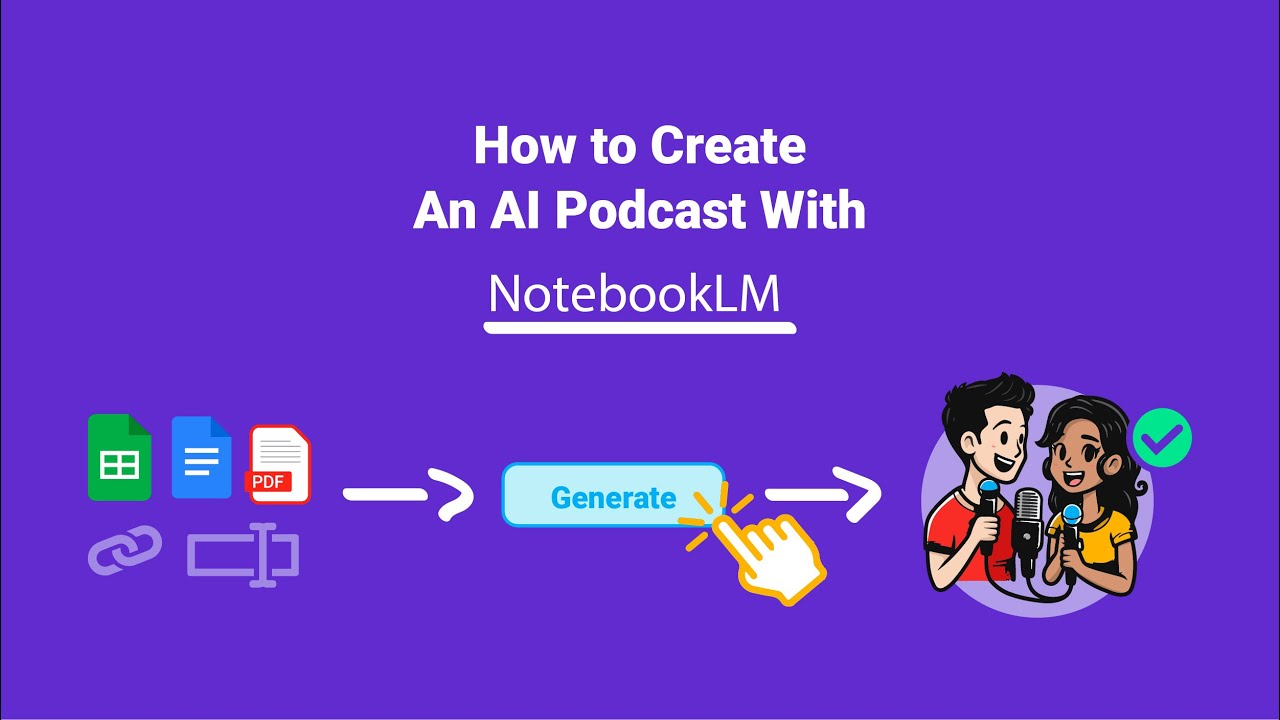 How to Create
An AI Podcast With
NotebookLM
PDF
Generate